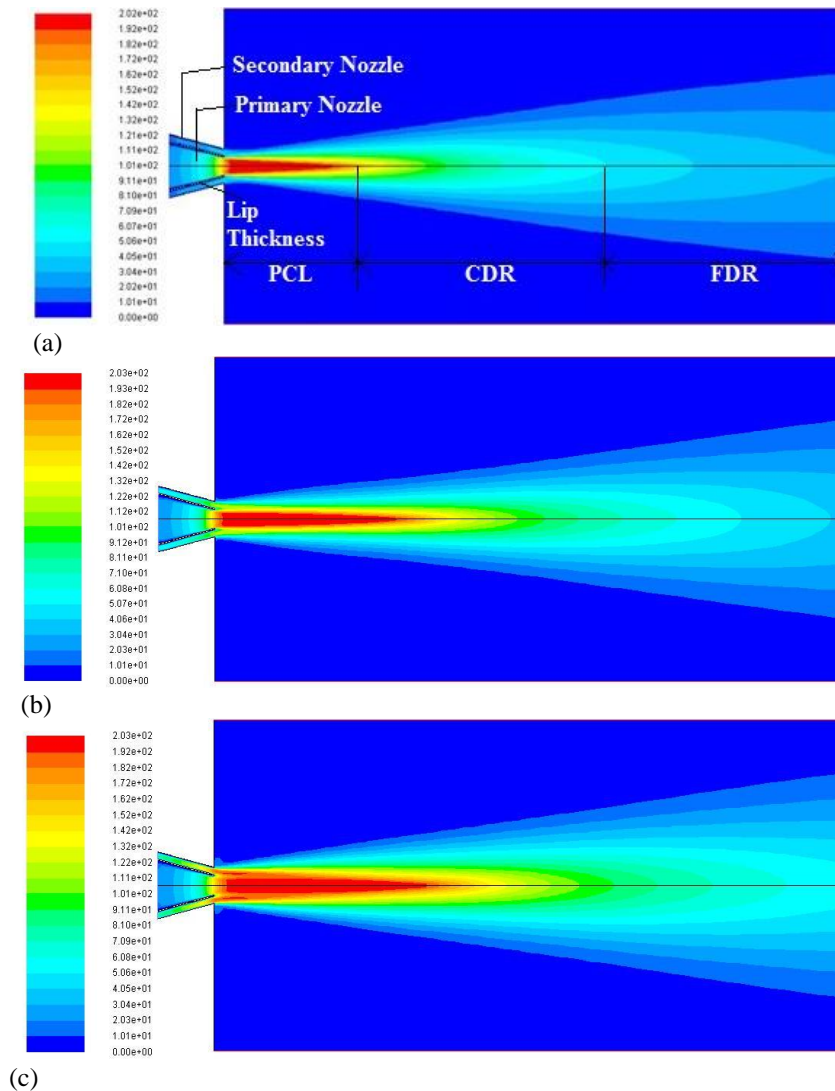 2.02e+02
1.92e+02
1.82e+02
1.72e+02
1.62e+02
1.52e+02
1.42e+02
1.31e+02
1.21e+02
1.11e+02
1.01e+02
9.11e+01
8.10e+01
7.09e+01
6.07e+01
5.06e+01
4.05e+01
3.04e+01
2.02e+01
1.01e+01
0.00e+00
Secondary Nozzle
Primary Nozzle
Lip
Thickness
PCL CDR FDR
(a)
2.03e+02
1.93e+02
1.82e+02
1.72e+02
1.62e+02
1.52e+02
1.42e+02
1.32e+02
1.22e+02
1.12e+02
1.01e+02
9.12e+01
8.11e+01
7.10e+01
6.08e+01
5.07e+01
4.06e+01
3.04e+01
2.03e+01
1.01e+01
0.00e+00
(b)
2.03e+02
1.92e+02
1.82e+02
1.72e+02
1.62e+02
1.52e+02
1.42e+02
1.32e+02
1.22e+02
1.11e+02
1.01e+02
9.11e+01
8.10e+01
7.09e+01
6.08e+01
5.06e+01
4.05e+01
3.04e+01
2.03e+01
1.01e+01
0.00e+00
(c)